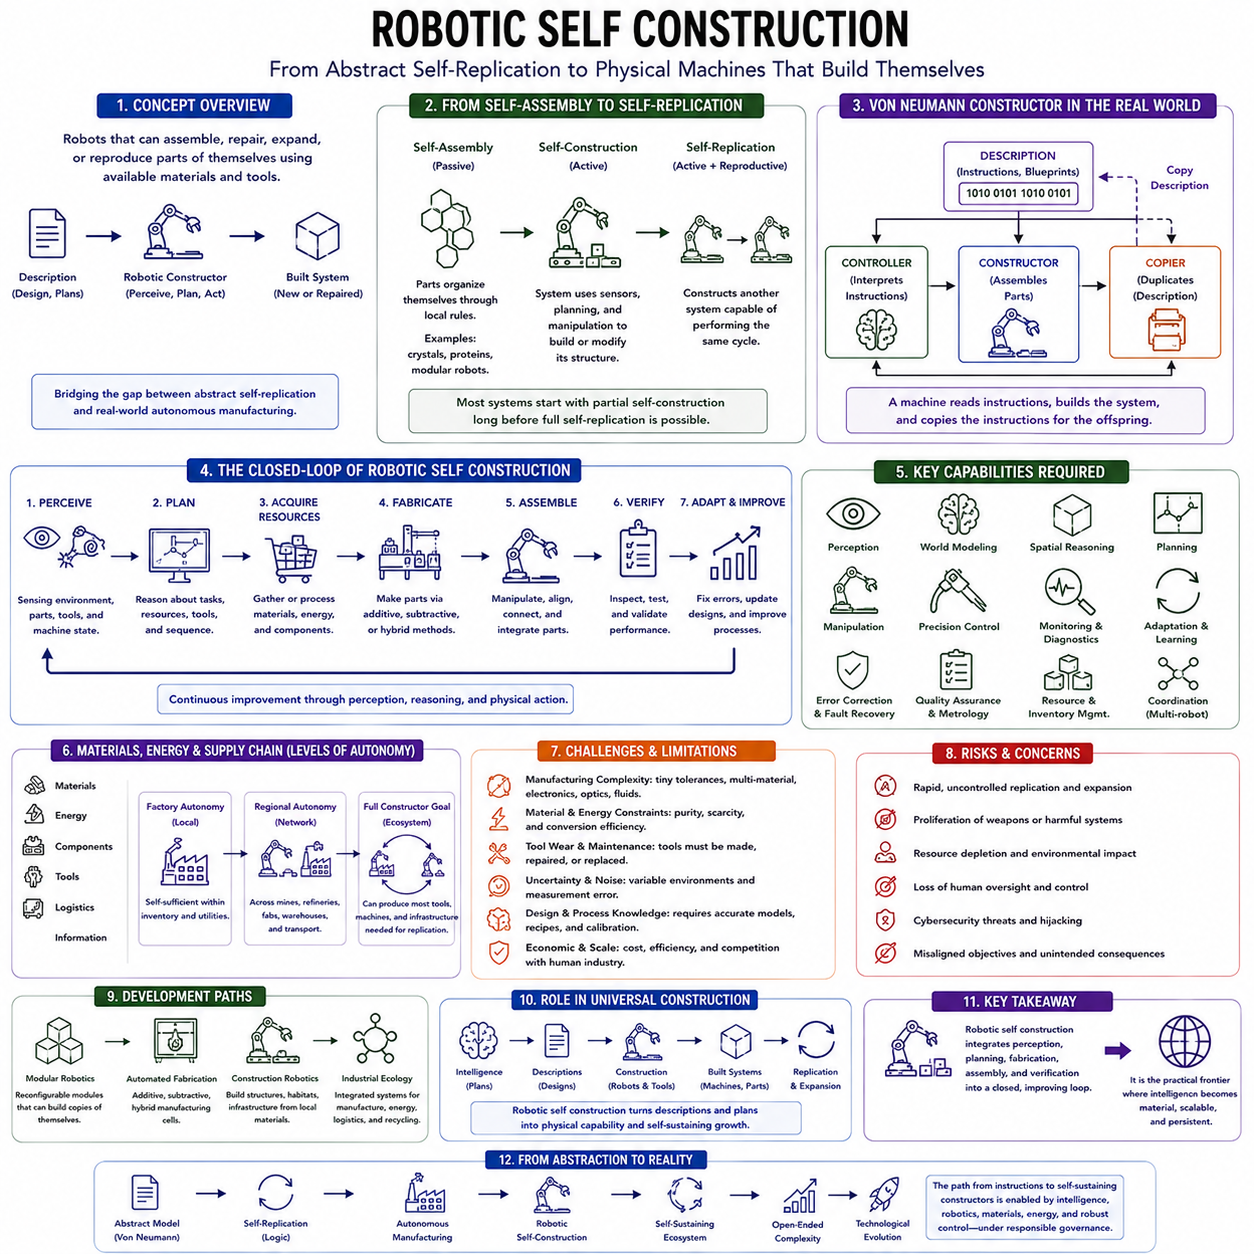 ROBOTIC SELF CONSTRUCTION
From Abstract Self-Replication to Physical Machines That Build Themselves
1. CONCEPT OVERVIEW
Robots that can assemble, repair, expand,
or reproduce parts of themselves using
available materials and tools.
Description
(Design, Plans)
Robotic Constructor
(Perceive, Plan, Act)
Built System
(New or Repaired)
Bridging the gap between abstract self-replication
and real-world autonomous manufacturing.
2. FROM SELF-ASSEMBLY TO SELF-REPLICATION
Self-Assembly
(Passive)
Parts organize
themselves through
local rules.
Examples:
crystals, proteins,
modular robots.
Self-Construction
(Active)
System uses sensors,
planning, and
manipulation to
build or modify
its structure.
Self-Replication
(Active + Reproductive)
Constructs another
system capable of
performing the
same cycle.
Most systems start with partial self-construction
long before full self-replication is possible.
3. VON NEUMANN CONSTRUCTOR IN THE REAL WORLD
DESCRIPTION
(Instructions, Blueprints)
1010 0101 1010 0101
Copy
Description
CONTROLLER
(Interprets
Instructions)
CONSTRUCTOR
(Assembles
Parts)
COPIER
(Duplicates
(Description)
A machine reads instructions, builds the system,
and copies the instructions for the offspring.
4. THE CLOSED-LOOP OF ROBOTIC SELF CONSTRUCTION
1. PERCEIVE
Sensing environment,
parts, tools, and
machine state.
2. PLAN
Reason about tasks,
resources, tools,
and sequence.
3. ACQUIRE
RESOURCES
Gather or process
materials, energy,
and components.
4. FABRICATE
Make parts via
additive, subtractive,
or hybrid methods.
5. ASSEMBLE
Manipulate, align,
connect, and
integrate parts.
6. VERIFY
Inspect, test,
and validate
performance.
7. ADAPT & IMPROVE
Fix errors, update
designs, and improve
processes.
Continuous improvement through perception, reasoning, and physical action.
5. KEY CAPABILITIES REQUIRED
Perception
World Modeling
Spatial Reasoning
Planning
Manipulation
Precision Control
Monitoring &
Diagnostics
Adaptation &
Learning
Error Correction
& Fault Recovery
Quality Assurance
& Metrology
Resource &
Inventory Mgmt.
Coordination
(Multi-robot)
6. MATERIALS, ENERGY & SUPPLY CHAIN (LEVELS OF AUTONOMY)
Materials
Energy
Components
Tools
Logistics
Information
Factory Autonomy
(Local)
Self-sufficient within
inventory and utilities.
Regional Autonomy
(Network)
Across mines, refineries,
fabs, warehouses,
and transport.
Full Constructor Goal
(Ecosystem)
Can produce most tools,
machines, and infrastructure
needed for replication.
7. CHALLENGES & LIMITATIONS
Manufacturing Complexity: tiny tolerances, multi-material,
electronics, optics, fluids.
Material & Energy Constraints: purity, scarcity,
and conversion efficiency.
Tool Wear & Maintenance: tools must be made,
repaired, or replaced.
Uncertainty & Noise: variable environments and
measurement error.
Design & Process Knowledge: requires accurate models,
recipes, and calibration.
Economic & Scale: cost, efficiency, and competition
with human industry.
8. RISKS & CONCERNS
Rapid, uncontrolled replication and expansion
Proliferation of weapons or harmful systems
Resource depletion and environmental impact
Loss of human oversight and control
Cybersecurity threats and hijacking
Misaligned objectives and unintended consequences
9. DEVELOPMENT PATHS
Modular Robotics
Reconfigurable modules
that can build copies of
themselves.
Automated Fabrication
Additive, subtractive,
hybrid manufacturing
cells.
Construction Robotics
Build structures, habitats,
infrastructure from local
materials.
Industrial Ecology
Integrated systems for
manufacture, energy,
logistics, and recycling.
10. ROLE IN UNIVERSAL CONSTRUCTION
Intelligence
(Plans)
Descriptions
(Designs)
Construction
(Robots & Tools)
Built Systems
(Machines, Parts)
Replication
& Expansion
Robotic self construction turns descriptions and plans
into physical capability and self-sustaining growth.
11. KEY TAKEAWAY
Robotic self construction
integrates perception,
planning, fabrication,
assembly, and verification
into a closed, improving loop.
It is the practical frontier
where intelligencn becomes
material, scalable,
and persistent.
12. FROM ABSTRACTION TO REALITY
Abstract Model
(Von Neumann)
Self-Replication
(Logic)
Autonomous
Manufacturing
Robotic
Self-Construction
Self-Sustaining
Ecosystem
Open-Ended
Complexity
Technological
Evolution
The path from instructions to self-sustaining
constructors is enabled by intelligence,
robotics, materials, energy, and robust
control—under responsible governance.